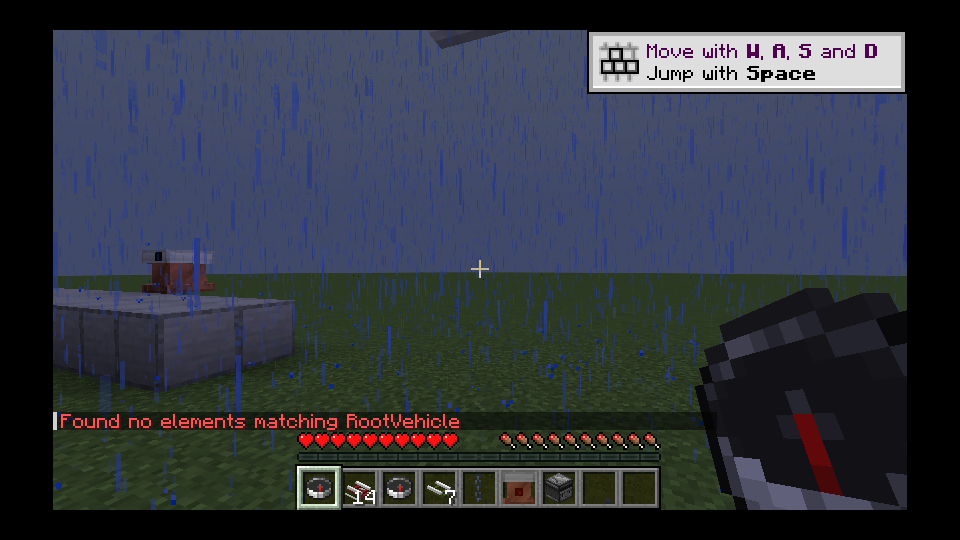 Move with W, A, S and D
Jump with Space
Found no elements matching RootVehicle
14
7